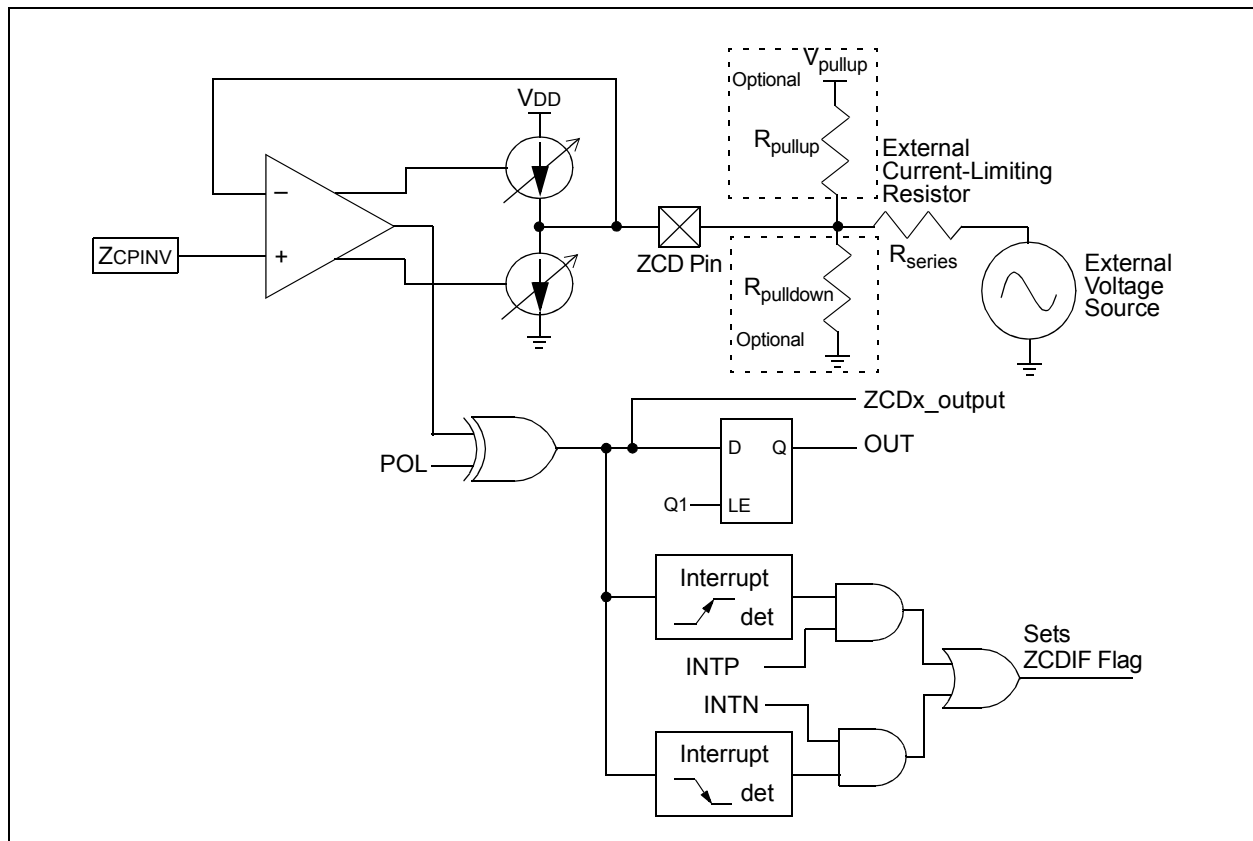 Vpullup
Optional
VDD
Rpullup
External
Current-Limiting
Resistor
−
ZCPINV
+
ZCD Pin
Rseries
Rpulldown
External
Voltage
Source
Optional
ZCDx_output
POL
D
Q
OUT
Q1
LE
Interrupt
det
INTP
Sets
ZCDIF Flag
INTN
Interrupt
det